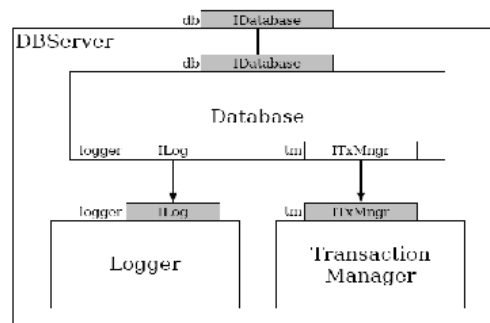 db IDatabase
DBServer
db IDatabase
Database
logger ILog tm ITxMngr
logger ILog tm ITxMngr
Logger
Transaction
Manager